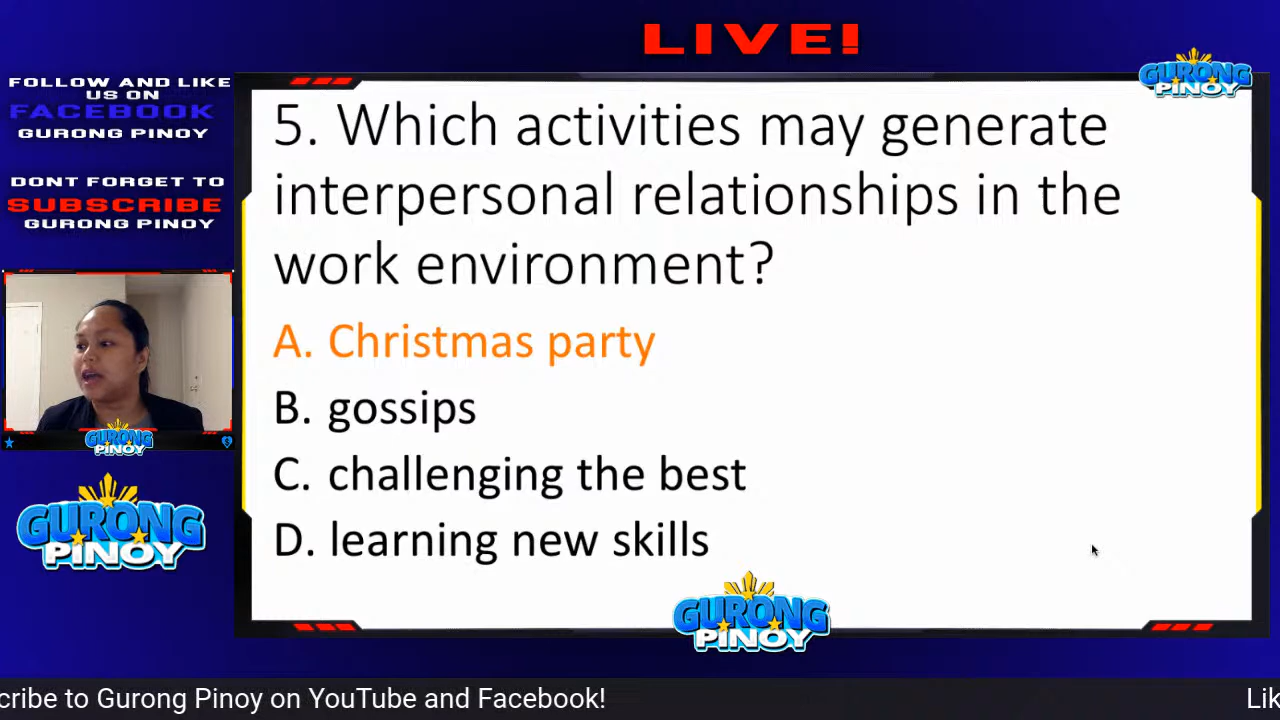 LIVE!
GURONG
PINOY
FOLLOW AND LIKE
US ON
FACEBOOK
GURONG PINOY
DONT FORGET TO
SUBSCRIBE
GURONG PINOY
5. Which activities may generate
interpersonal relationships in the
work environment?
A. Christmas party
B. gossips
C. challenging the best
D. learning new skills
GURONG
PINOY
GURONG
PINOY
GURONG
PINOY
cribe to Gurong Pinoy on YouTube and Facebook!
Lik